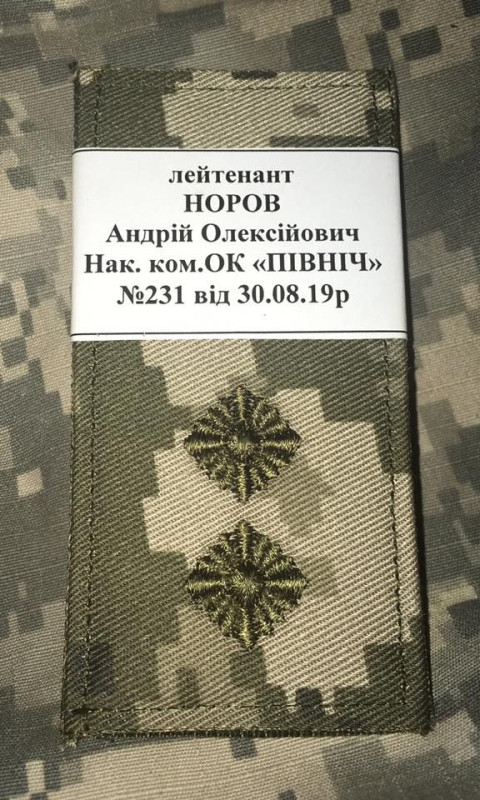 лейтенант
НОРОВ
Андрій Олексійович
Нак. ком.ОК «ПІВНІЧ»
№231 від 30.08.19р